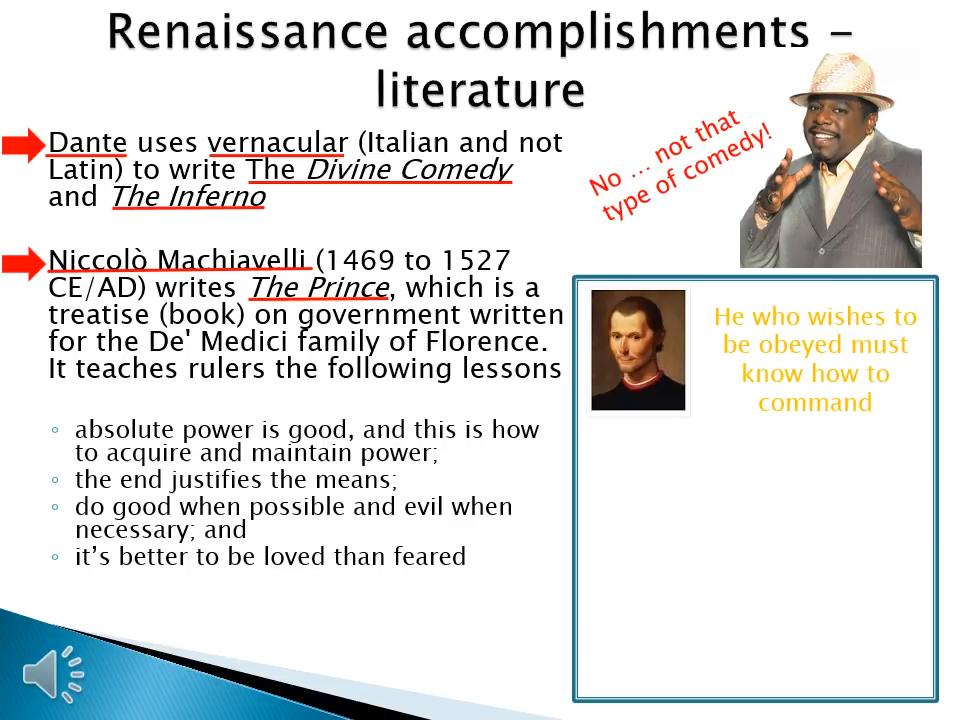 Renaissance accomplishments –
literature
Dante uses vernacular (Italian and not
Latin) to write The Divine Comedy
and The Inferno
No … not that
type of comedy!
Niccolò Machiavelli (1469 to 1527
CE/AD) writes The Prince, which is a
treatise (book) on government written
for the De' Medici family of Florence.
It teaches rulers the following lessons
◦ absolute power is good, and this is how
to acquire and maintain power;
◦ the end justifies the means;
◦ do good when possible and evil when
necessary; and
◦ it’s better to be loved than feared
He who wishes to
be obeyed must
know how to
command